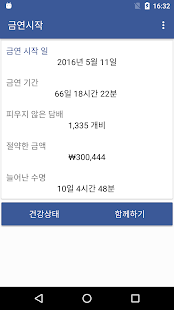 16:32
금연시작
금연 시작 일
2016년 5월 11일
금연 기간
66일 18시간 22분
피우지 않은 담배
1,335 개비
절약한 금액
₩300,444
늘어난 수명
10일 4시간 48분
건강상태 함께하기